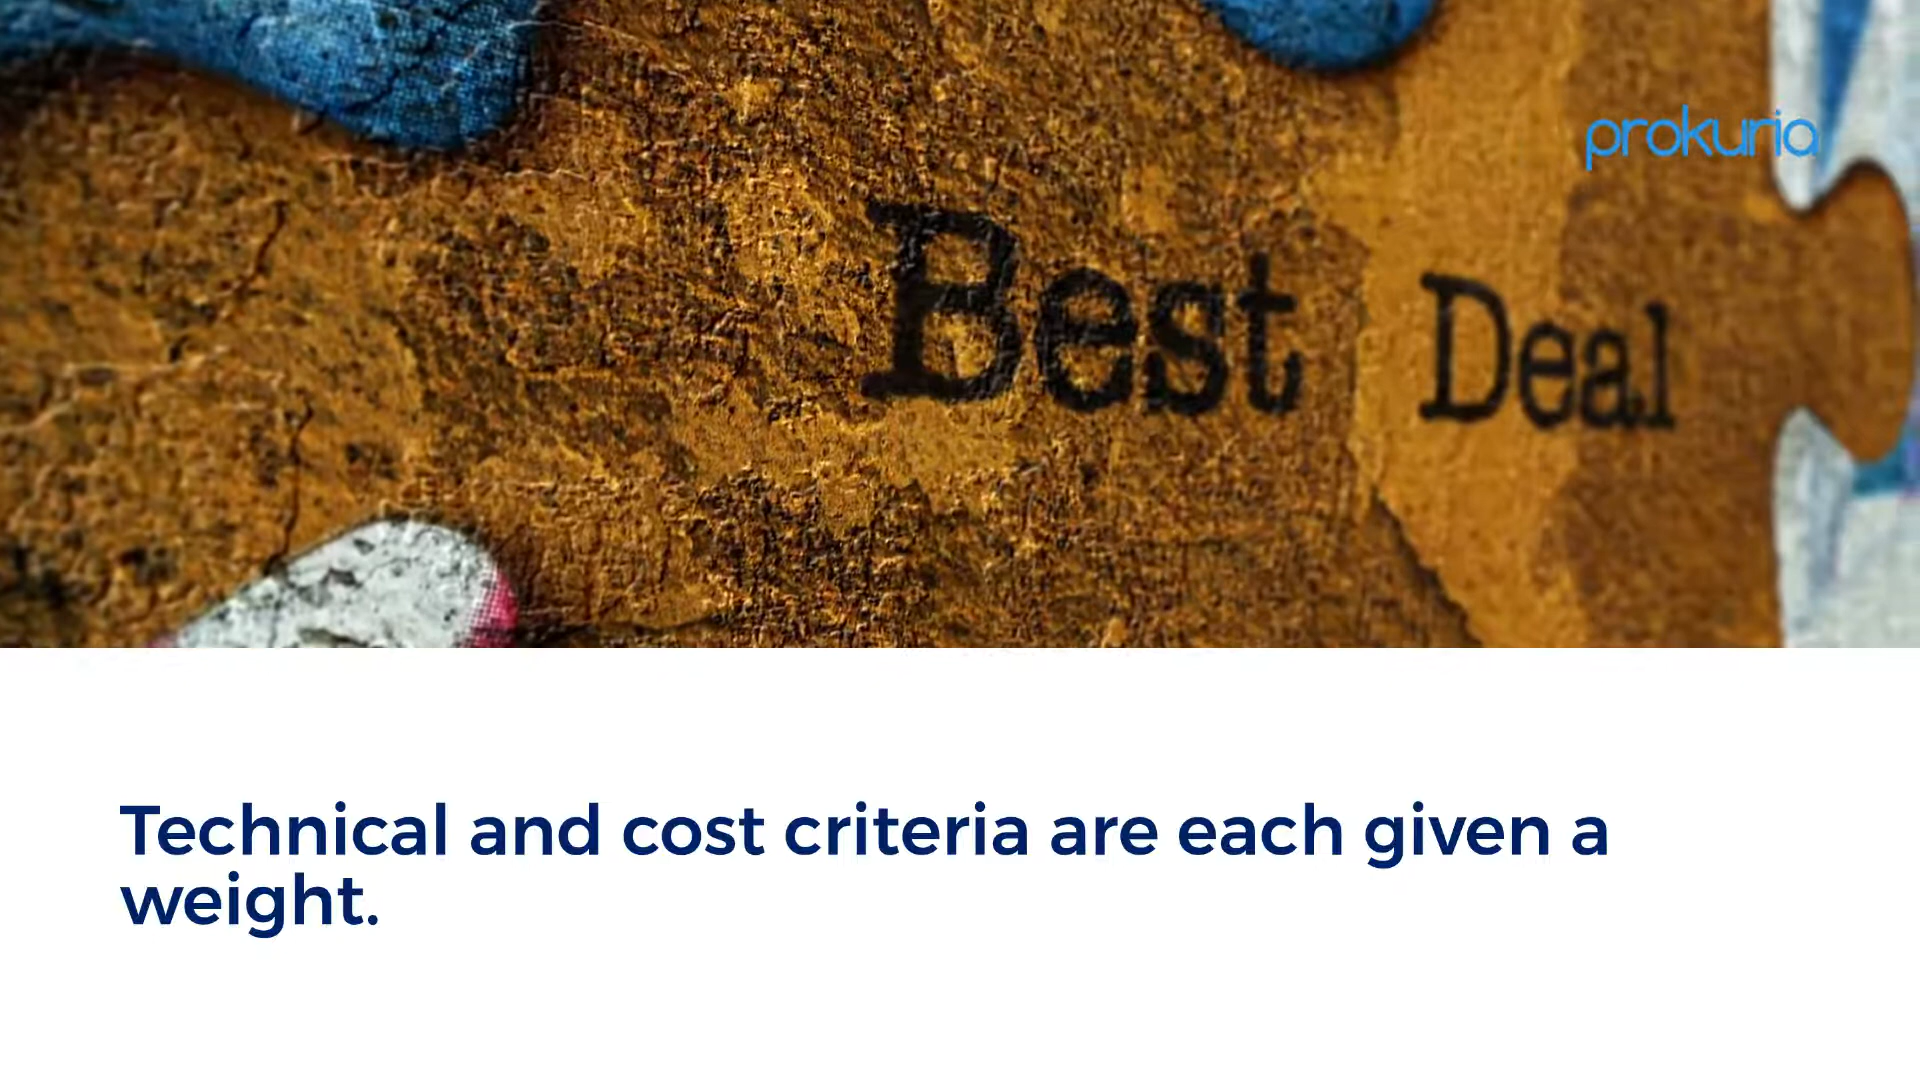 prokuria
Best Deal
Technical and cost criteria are each given a
weight.